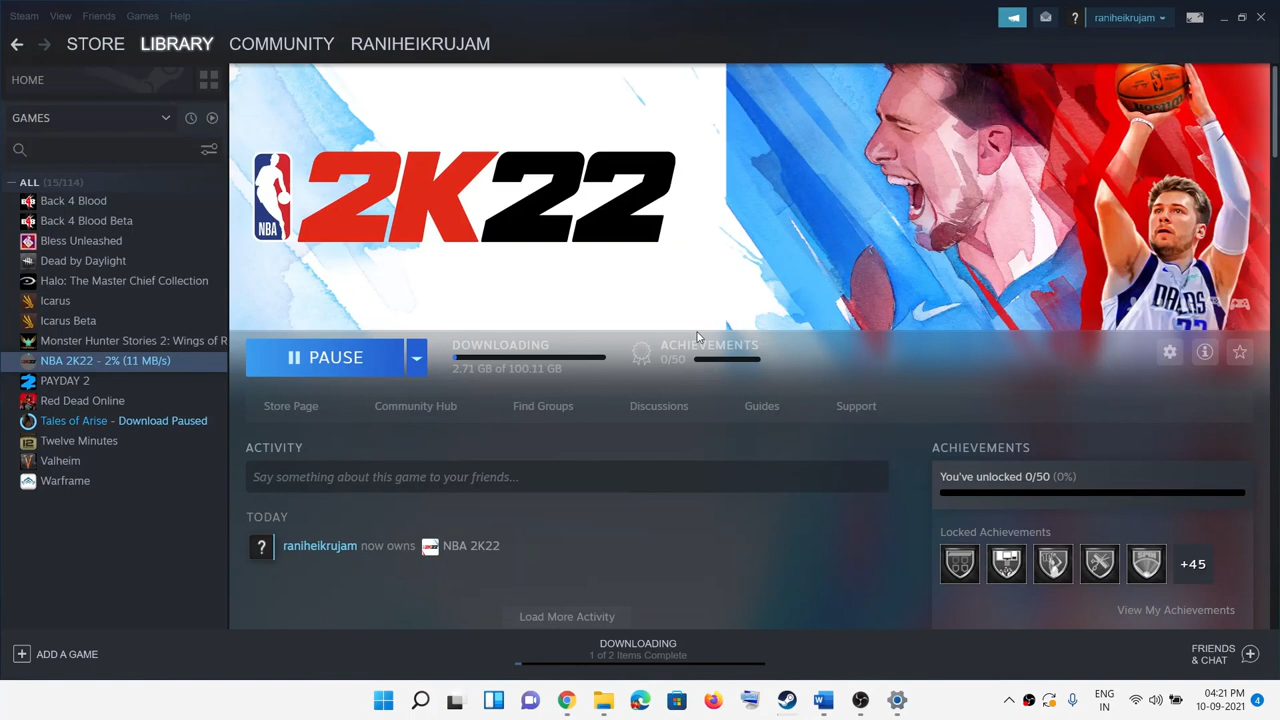 Steam View Friends Games Help
raniheikrujam
STORE LIBRARY COMMUNITY RANIHEIKRUJAM
HOME
GAMES
ALL (15/114)
Back 4 Blood
Back 4 Blood Beta
Bless Unleashed
Dead by Daylight
Halo: The Master Chief Collection
Icarus
Icarus Beta
Monster Hunter Stories 2: Wings of R
NBA 2K22 - 2% (11 MB/s)
PAYDAY 2
Red Dead Online
Tales of Arise - Download Paused
Twelve Minutes
Valheim
Warframe
NBA 2K22
DALLAS
77
PAUSE
DOWNLOADING
2.71 GB of 100.11 GB
ACHIEVEMENTS
0/50
Store Page Community Hub Find Groups Discussions Guides Support
ACTIVITY
Say something about this game to your friends...
TODAY
? raniheikrujam now owns NBA 2K22
Load More Activity
ACHIEVEMENTS
You've unlocked 0/50 (0%)
Locked Achievements
+45
View My Achievements
ADD A GAME
DOWNLOADING
1 of 2 Items Complete
FRIENDS
& CHAT
ENG
IN
04:21 PM
10-09-2021
4